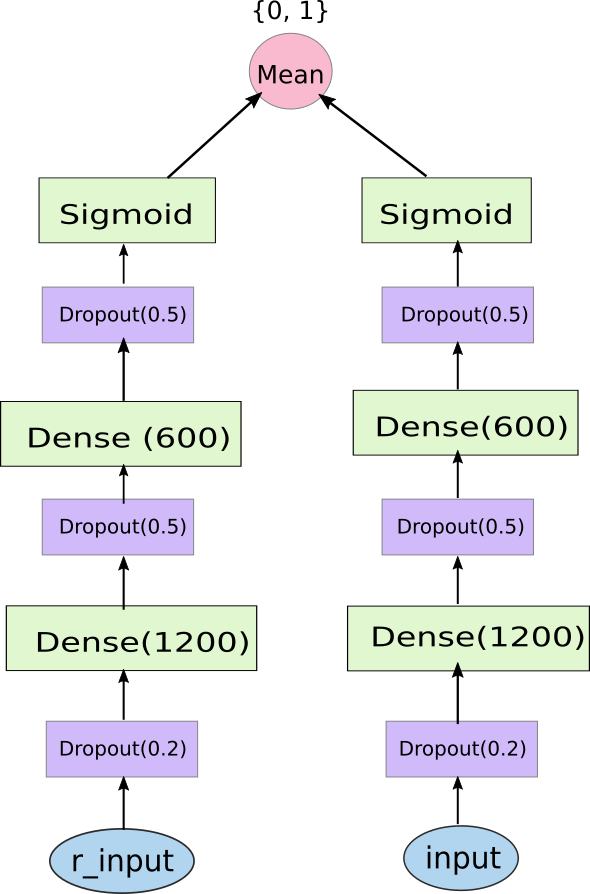 {0, 1}
Mean
Sigmoid
Sigmoid
Dropout(0.5)
Dropout(0.5)
Dense (600)
Dense(600)
Dropout(0.5)
Dropout(0.5)
Dense(1200)
Dense(1200)
Dropout(0.2)
Dropout(0.2)
r_input
input